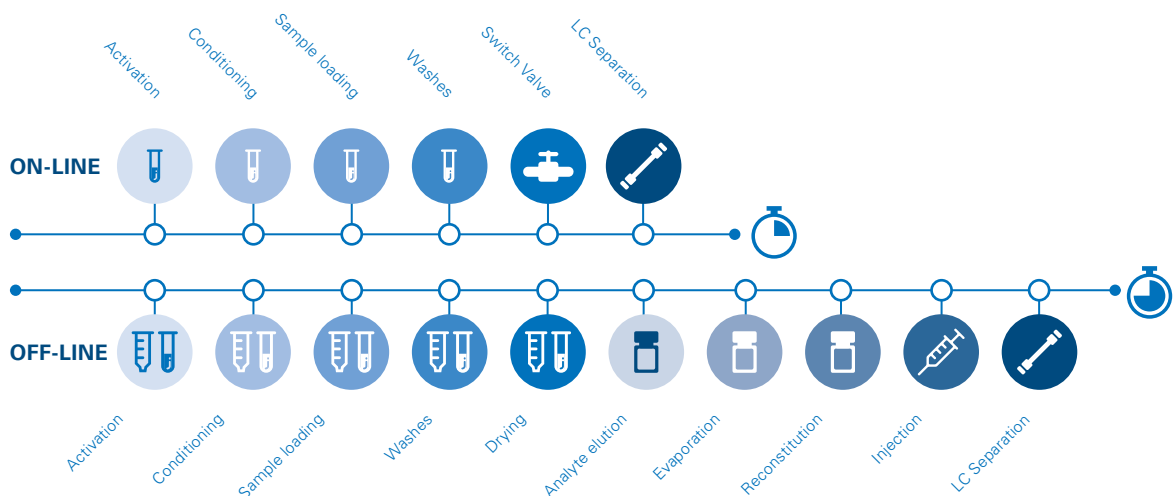 Activation
Conditioning
Sample loading
Washes
Switch Valve
LC Separation
ON-LINE
OFF-LINE
Activation
Conditioning
Sample loading
Washes
Drying
Analyte elution
Evaporation
Reconstitution
Injection
LC Separation